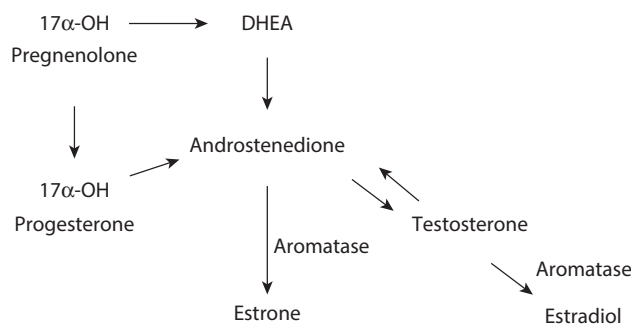 17α-OH
Pregnenolone
DHEA
Androstenedione
17α-OH
Progesterone
Testosterone
Aromatase
Aromatase
Estrone
Estradiol